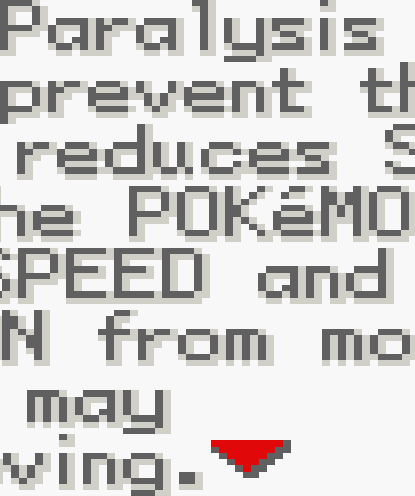 Paralysis
prevent th
reduces S
he POKéMO
SPEED and
N from mo
may
ving.